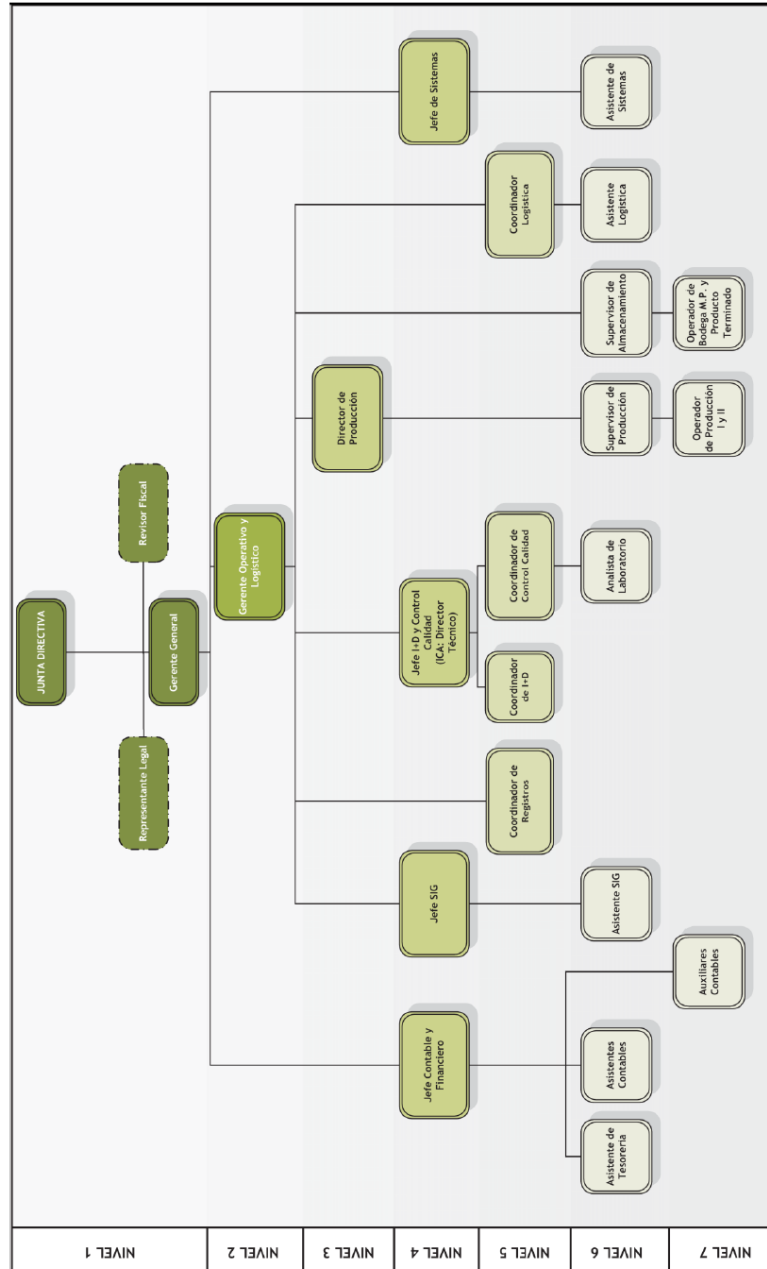 NIVEL 1
JUNTA DIRECTIVA
Representante Legal
Revisor Fiscal
Gerente General
NIVEL 2
Gerente Operativo y
Logístico
NIVEL 3
Director de
Producción
NIVEL 4
Jefe Contable y
Financiero
Jefe SIG
Jefe I+D y Control
Calidad
(ICA: Director
Técnico)
Jefe de Sistemas
NIVEL 5
Coordinador de
Registros
Coordinador
de I+D
Coordinador de
Control Calidad
Coordinador
Logística
NIVEL 6
Asistente de
Tesorería
Asistentes
Contables
Asistente SIG
Analista de
Laboratorio
Supervisor de
Producción
Supervisor de
Almacenamiento
Asistente
Logística
Asistente de
Sistemas
NIVEL 7
Auxiliares
Contables
Operador
de Producción
I y II
Operador de
Bodega M.P. y
Producto
Terminado